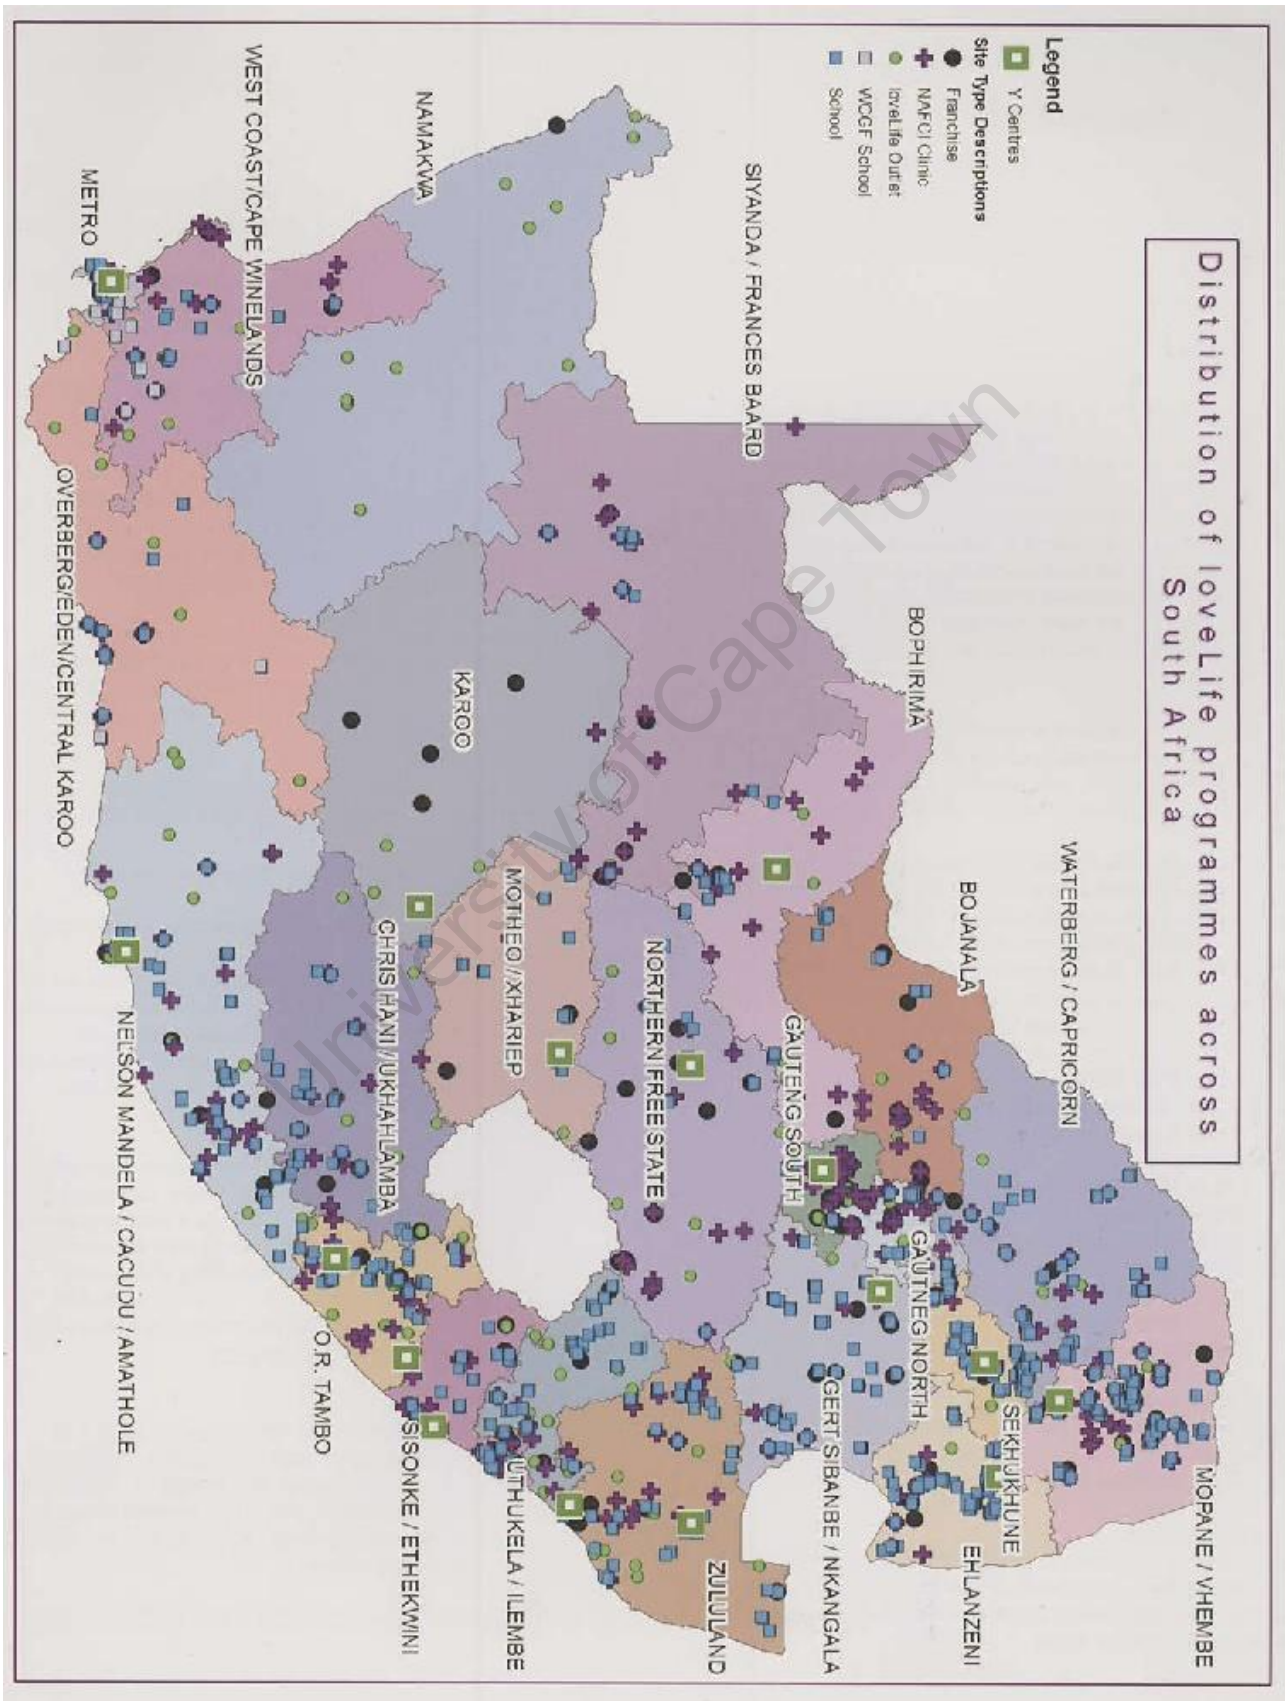 Distribution of loveLife programmes across
South Africa
Legend
Y Centres
Site Type Descriptions
Franchise
NAFCI Clinic
loveLife Outlet
WCGF School
School
MOPANE / VHEMBE
WATERBERG / CAPRICORN
SEKHUKHUNE
EHLANZENI
BOJANALA
BOPHIRIMA
GAUTNEG NORTH
GERT SIBANBE / NKANGALA
GAUTENG SOUTH
SIYANDA / FRANCES BAARD
ZULULAND
NORTHERN FREE STATE
MOTHEO / XHARIEP
UTHUKELA / ILEMBE
KAROO
NAMAKWA
SISONKE / ETHEKWINI
CHRIS HANI / UKHAHLAMBA
O.R. TAMBO
WEST COAST/CAPE WINELANDS
NELSON MANDELA / CACUDU / AMATHOLE
METRO
OVERBERG/EDEN/CENTRAL KAROO
University of Cape Town